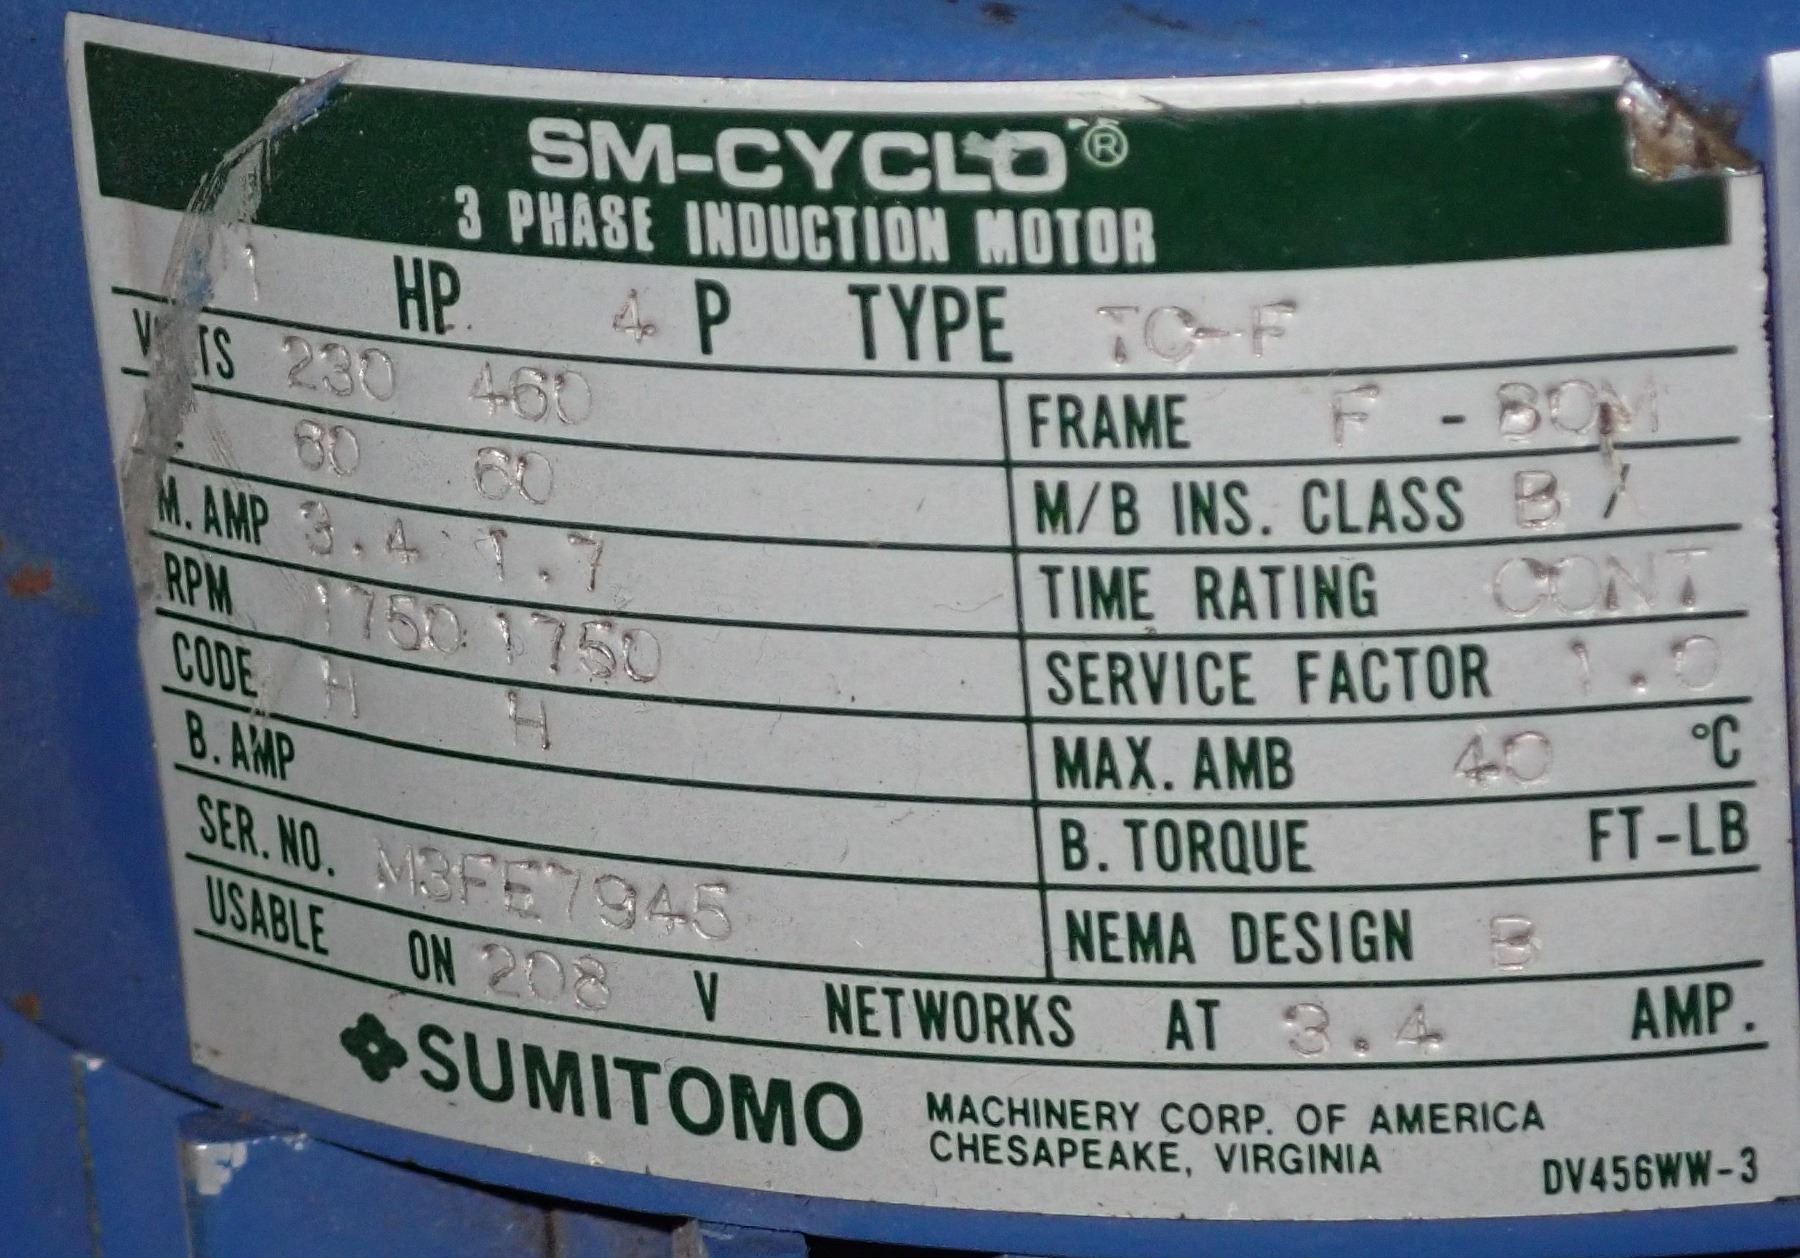 SM-CYCLO®
3 PHASE INDUCTION MOTOR
1 HP 4 P TYPE TC-F
230 460
60 60
M. AMP 3.4 1.7
RPM 1750 1750
CODE H H
B. AMP
SER. NO. M3FE7945
FRAME F - 80M
M/B INS. CLASS B /
TIME RATING CONT
SERVICE FACTOR 1.0
MAX. AMB 40 °C
B. TORQUE FT-LB
NEMA DESIGN B
USABLE ON 208 V NETWORKS AT 3.4 AMP.
SUMITOMO
MACHINERY CORP. OF AMERICA
CHESAPEAKE, VIRGINIA
DV456WW-3